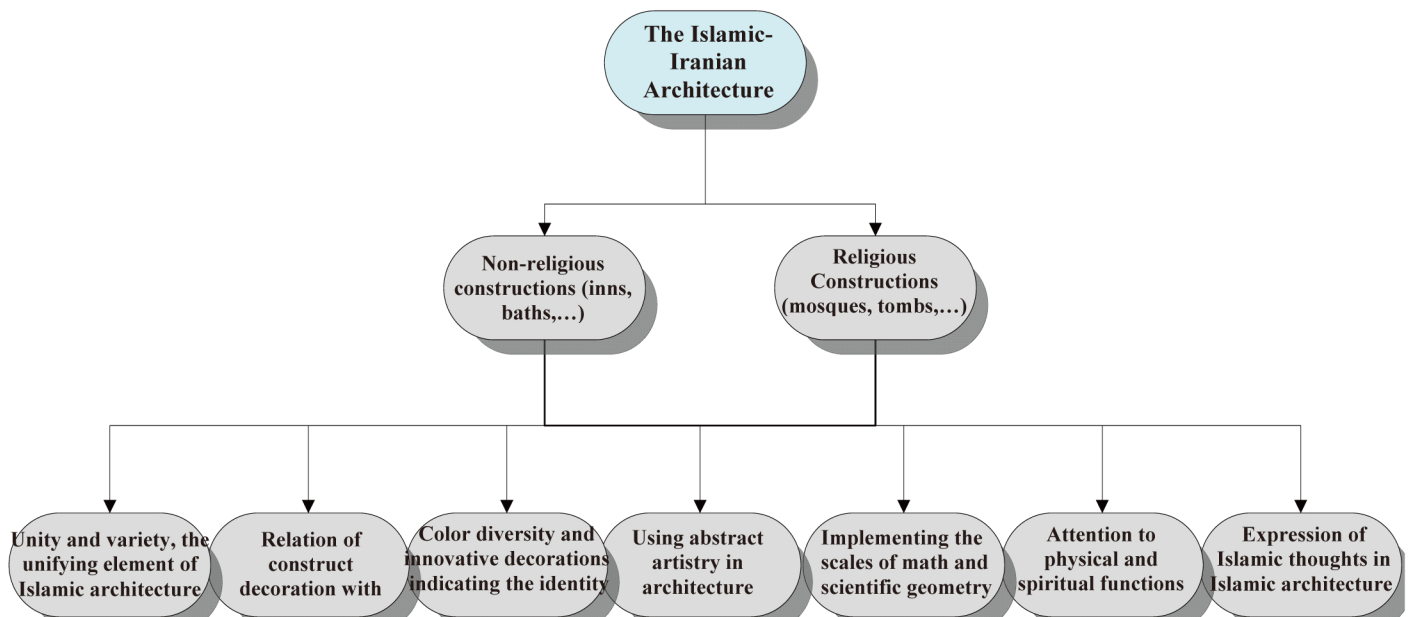 The Islamic-
Iranian
Architecture
Non-religious
constructions (inns,
baths,…)
Religious
Constructions
(mosques, tombs,…)
Unity and variety, the
unifying element of
Islamic architecture
Relation of
construct
decoration with
Color diversity and
innovative decorations
indicating the identity
Using abstract
artistry in
architecture
Implementing the
scales of math and
scientific geometry
Attention to
physical and
spiritual functions
Expression of
Islamic thoughts in
Islamic architecture